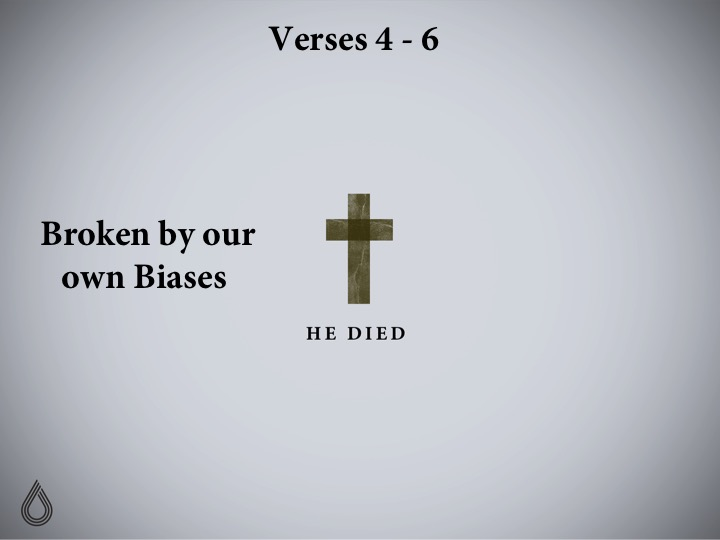 Verses 4 - 6
Broken by our
own Biases
HE DIED